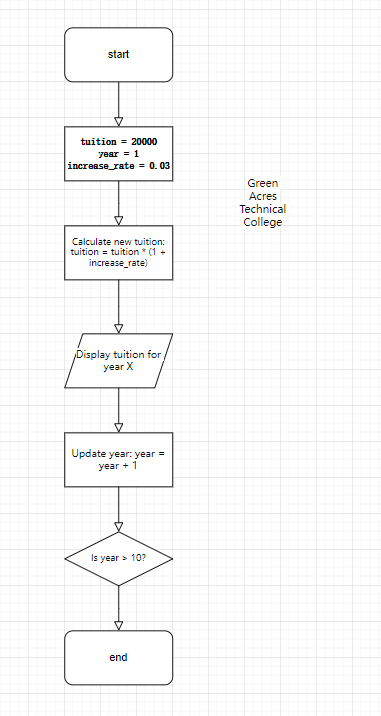 start
tuition = 20000
year = 1
increase_rate = 0.03
Green
Acres
Technical
College
Calculate new tuition:
tuition = tuition * (1 +
increase_rate)
Display tuition for
year X
Update year: year =
year + 1
Is year > 10?
end